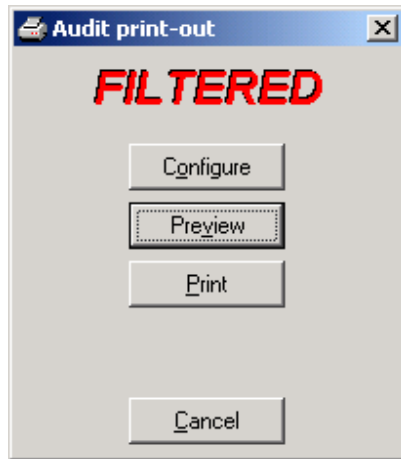 Audit print-out
FILTERED
Configure
Preview
Print
Cancel